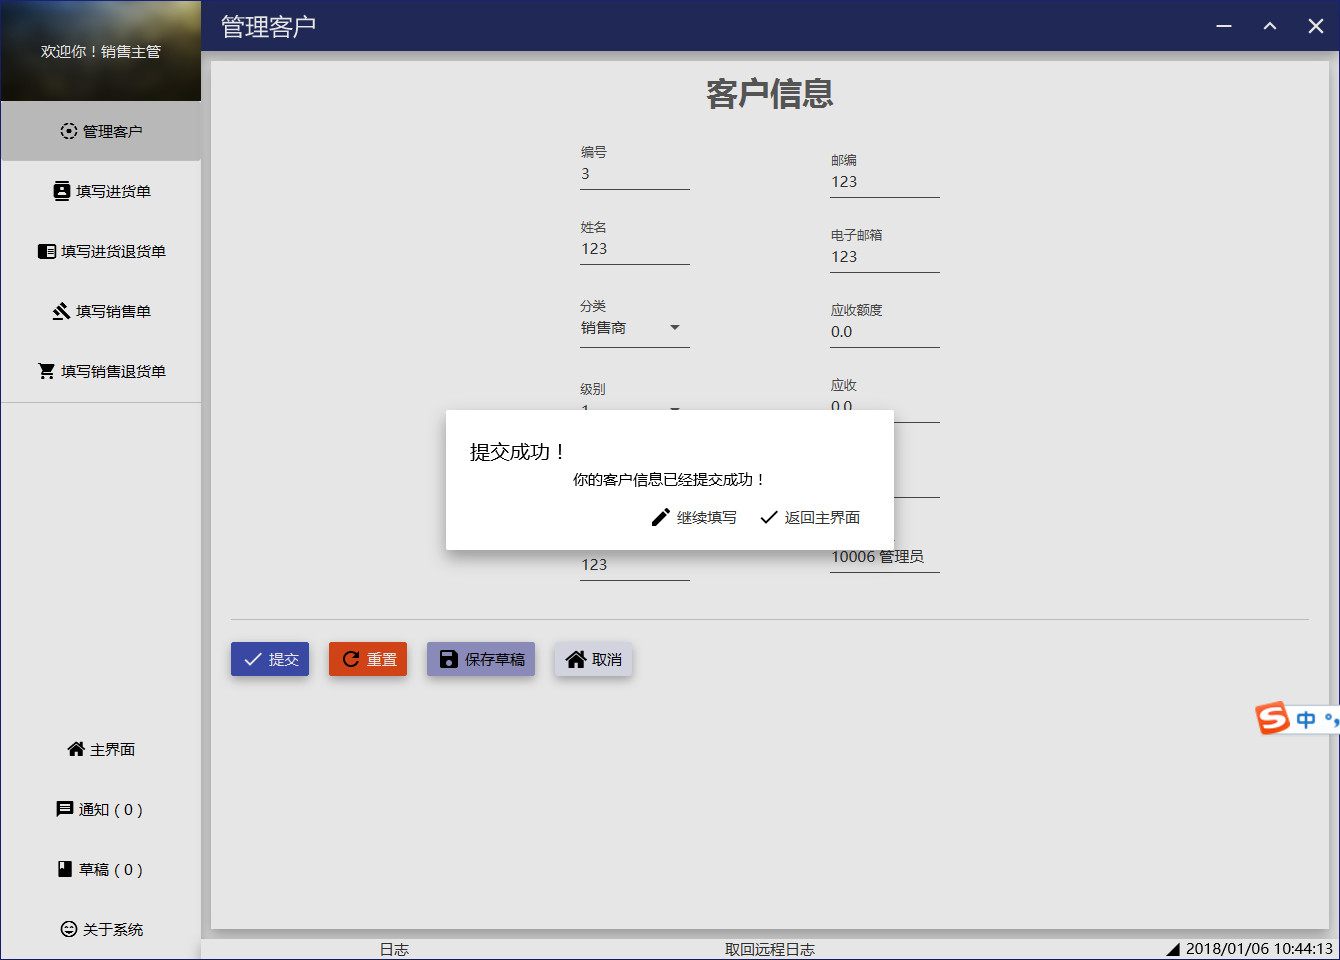 欢迎你！销售主管
管理客户
填写进货单
填写进货退货单
填写销售单
填写销售退货单
主界面
通知 ( 0 )
草稿 ( 0 )
关于系统
管理客户
客户信息
编号
3
姓名
123
分类
销售商
级别
邮编
123
电子邮箱
123
应收额度
0.0
应收
0.0
提交成功！
你的客户信息已经提交成功！
继续填写 返回主界面
123
10006 管理员
提交 重置 保存草稿 取消
S 中 °,
日志 取回远程日志 2018/01/06 10:44:13